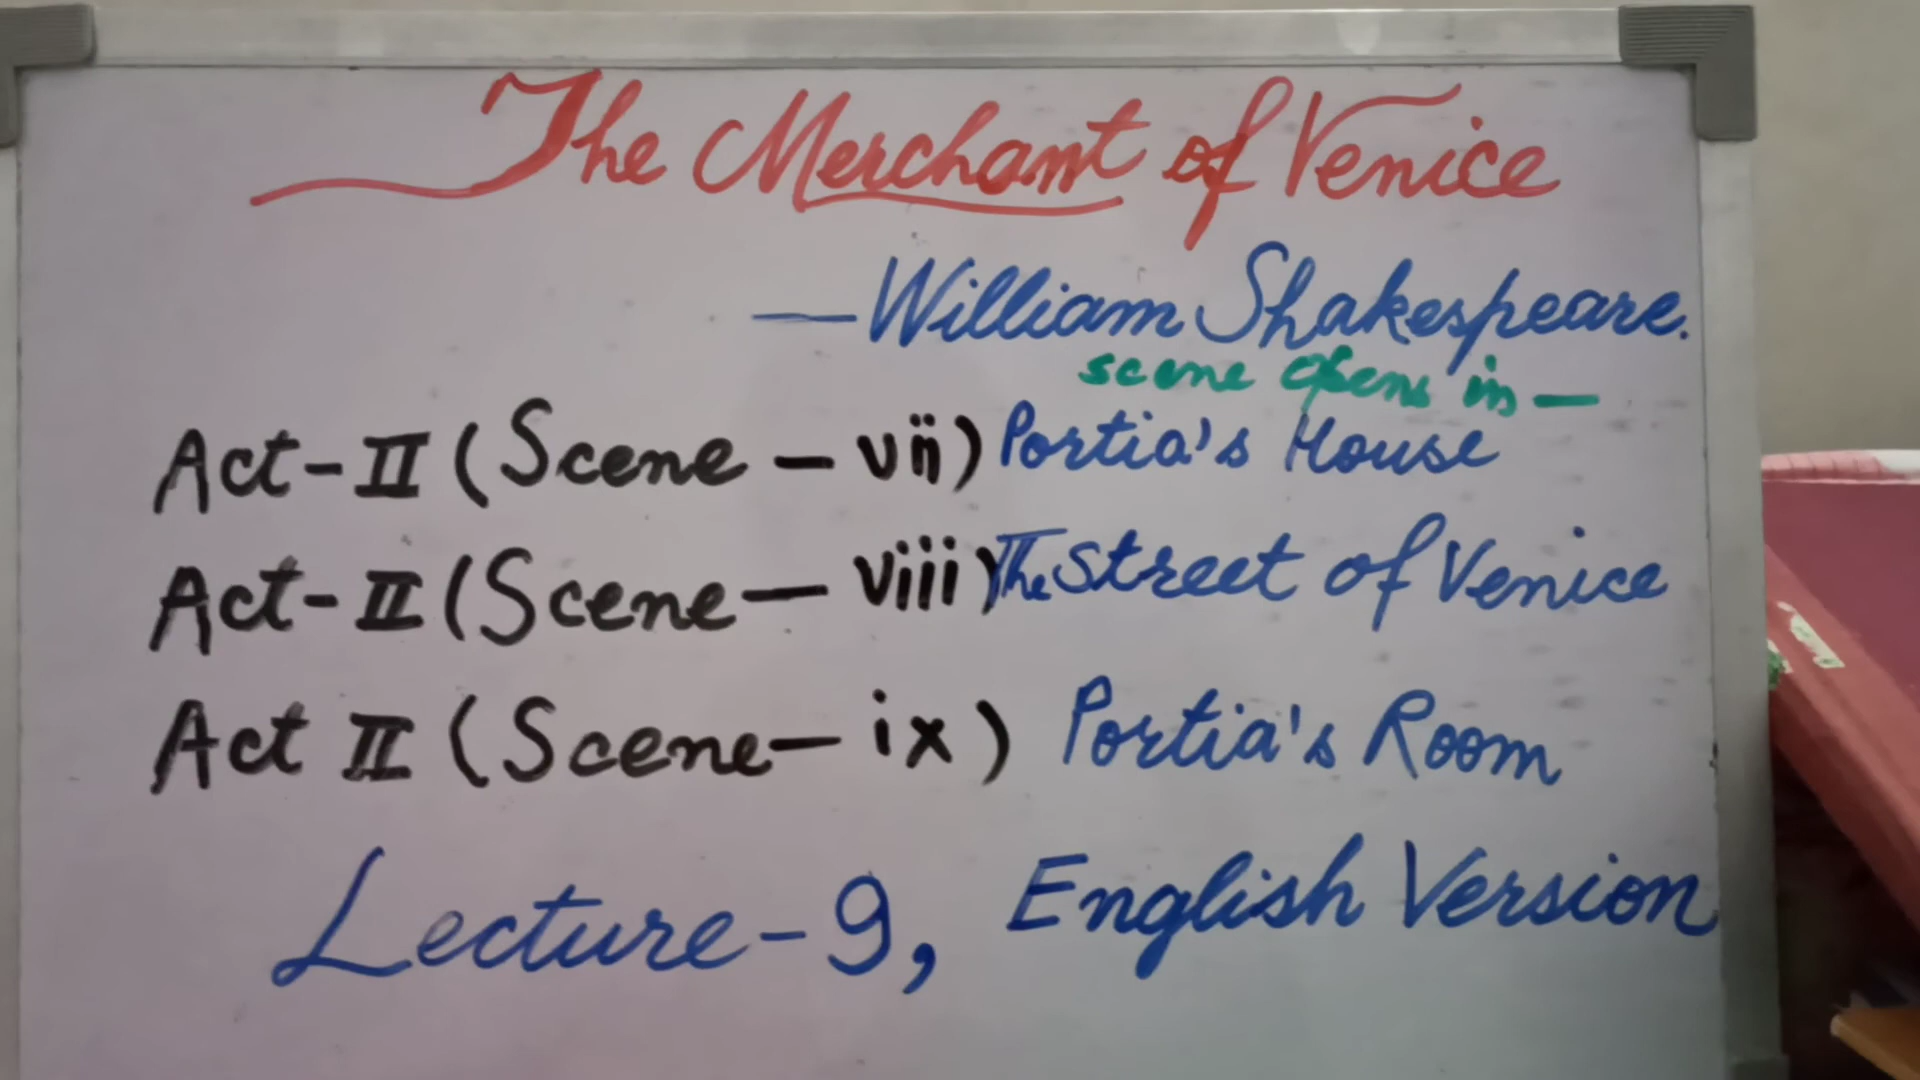 The Merchant of Venice
— William Shakespeare.
scene opens in —
Act-II (Scene – vii) Portia's House
Act-II (Scene – viii) The Street of Venice
Act II (Scene – ix) Portia's Room
Lecture-9, English Version